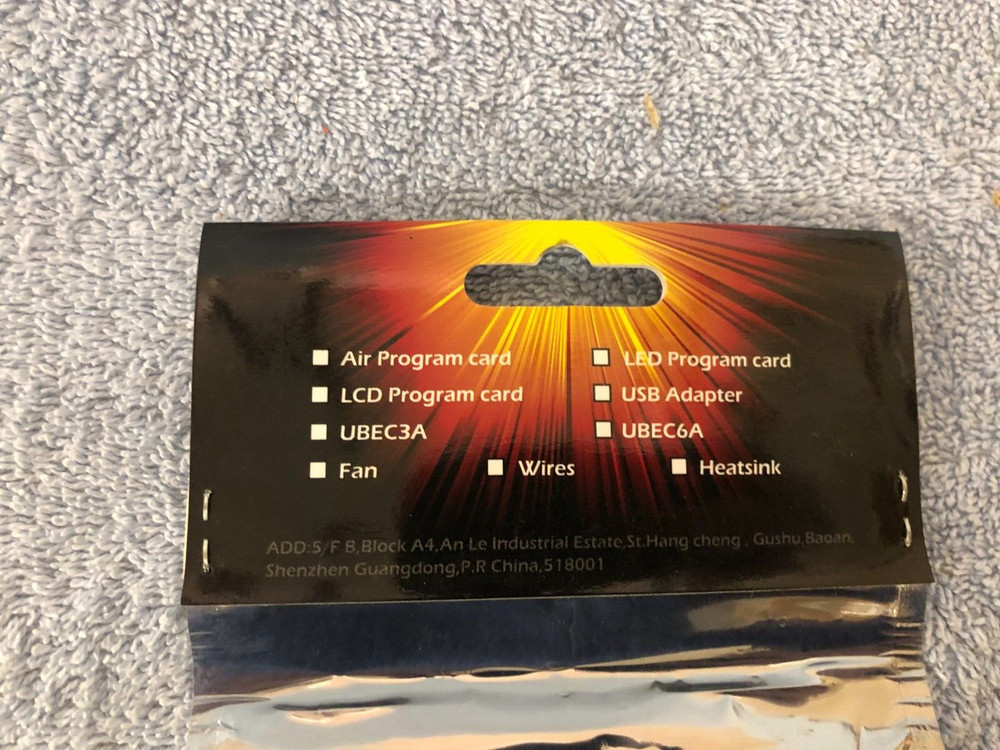 Air Program card LED Program card
LCD Program card USB Adapter
UBEC3A UBEC6A
Fan Wires Heatsink
ADD:5/F B,Block A4,An Le Industrial Estate,St.Hang cheng , Gushu,Baoan,
Shenzhen Guangdong,P.R China,518001